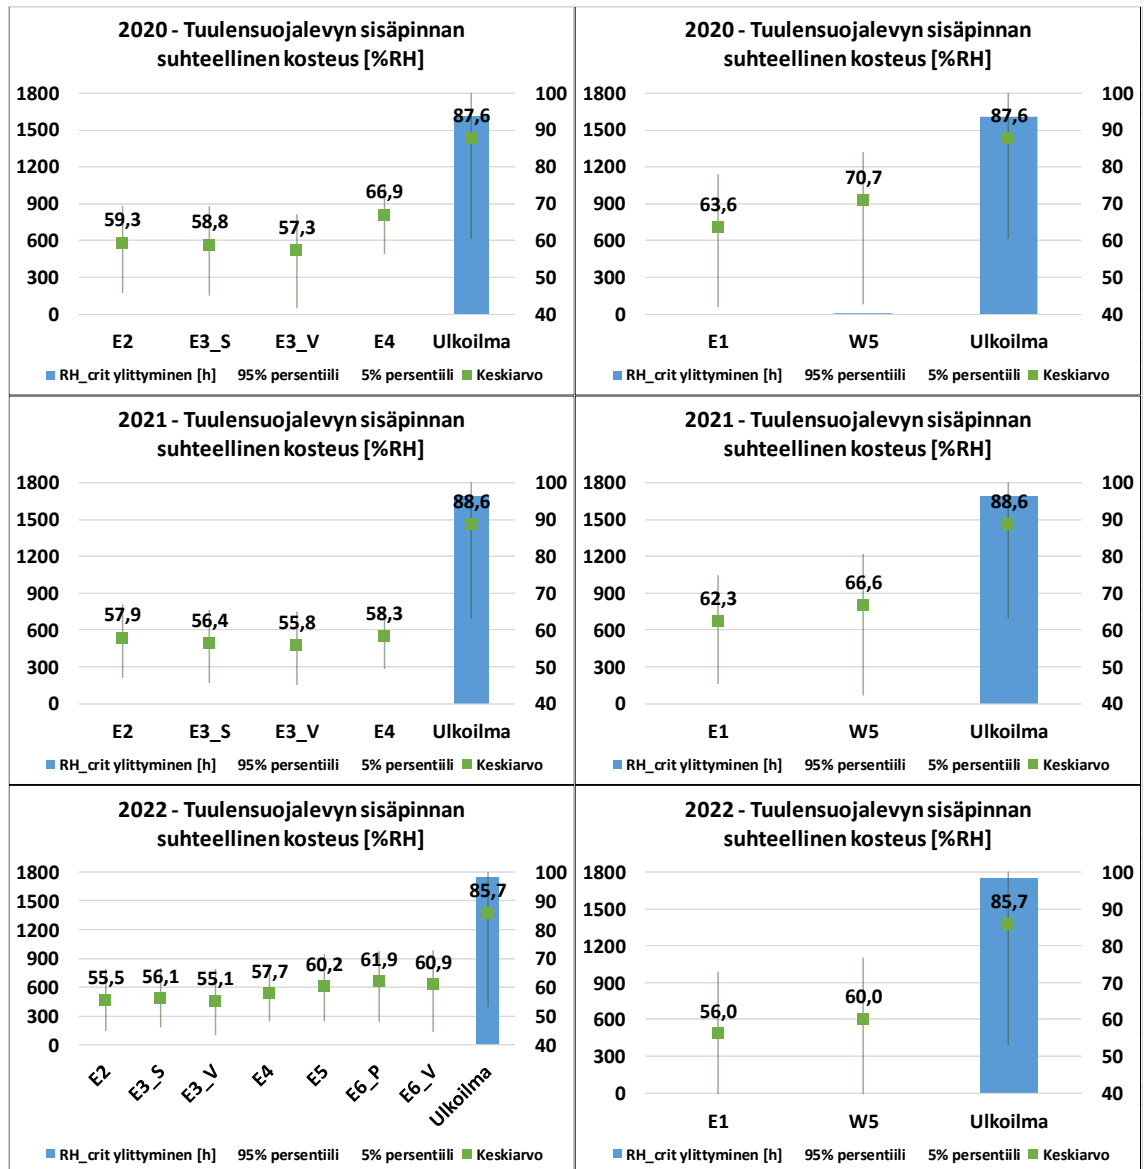 2020 - Tuulensuojalevyn sisäpinnan
suhteellinen kosteus [%RH]
1800 100
1500 90
1200 80
900 70
600 60
300 50
0 40
59,3 58,8 57,3 66,9 87,6
E2 E3_S E3_V E4 Ulkoilma
RH_crit ylittyminen [h] 95% persentiili 5% persentiili Keskiarvo
2020 - Tuulensuojalevyn sisäpinnan
suhteellinen kosteus [%RH]
1800 100
1500 90
1200 80
900 70
600 60
300 50
0 40
63,6 70,7 87,6
E1 W5 Ulkoilma
RH_crit ylittyminen [h] 95% persentiili 5% persentiili Keskiarvo
2021 - Tuulensuojalevyn sisäpinnan
suhteellinen kosteus [%RH]
1800 100
1500 90
1200 80
900 70
600 60
300 50
0 40
57,9 56,4 55,8 58,3 88,6
E2 E3_S E3_V E4 Ulkoilma
RH_crit ylittyminen [h] 95% persentiili 5% persentiili Keskiarvo
2021 - Tuulensuojalevyn sisäpinnan
suhteellinen kosteus [%RH]
1800 100
1500 90
1200 80
900 70
600 60
300 50
0 40
62,3 66,6 88,6
E1 W5 Ulkoilma
RH_crit ylittyminen [h] 95% persentiili 5% persentiili Keskiarvo
2022 - Tuulensuojalevyn sisäpinnan
suhteellinen kosteus [%RH]
1800 100
1500 90
1200 80
900 70
600 60
300 50
0 40
55,5 56,1 55,1 57,7 60,2 61,9 60,9 85,7
E2 E3_S E3_V E4 E5 E6_P E6_V Ulkoilma
RH_crit ylittyminen [h] 95% persentiili 5% persentiili Keskiarvo
2022 - Tuulensuojalevyn sisäpinnan
suhteellinen kosteus [%RH]
1800 100
1500 90
1200 80
900 70
600 60
300 50
0 40
56,0 60,0 85,7
E1 W5 Ulkoilma
RH_crit ylittyminen [h] 95% persentiili 5% persentiili Keskiarvo